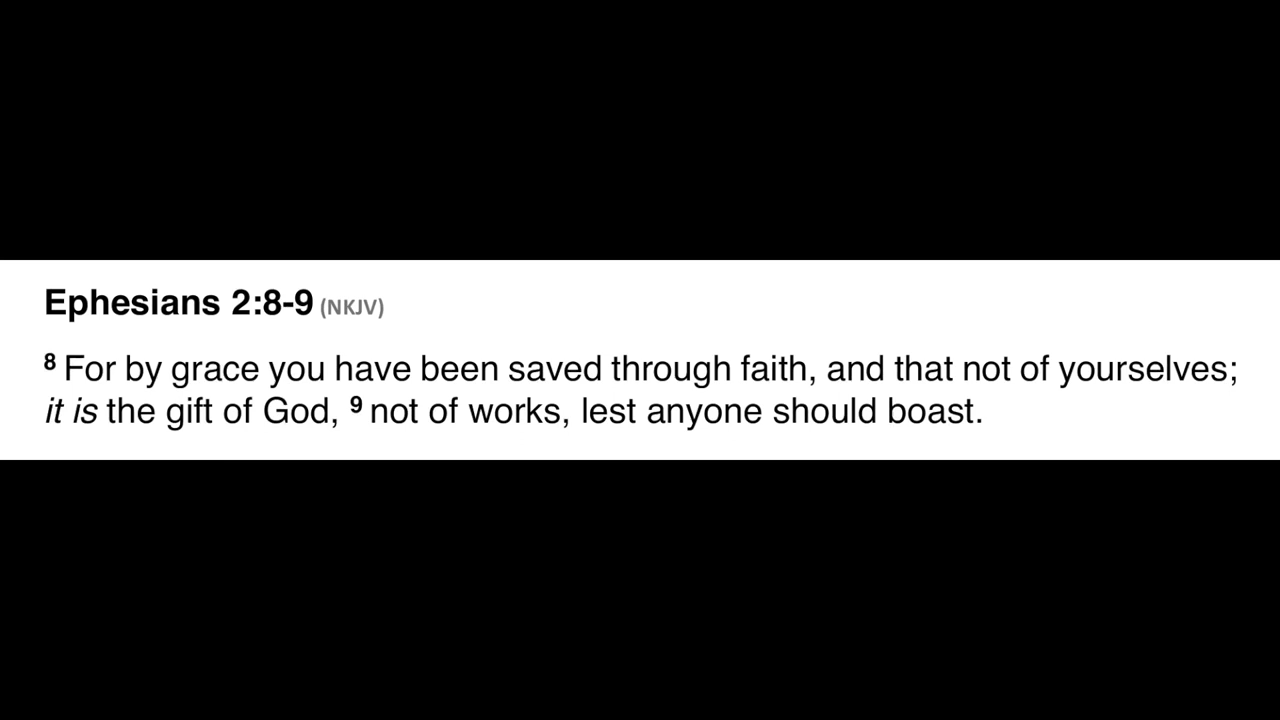 Ephesians 2:8-9 (NKJV)
8 For by grace you have been saved through faith, and that not of yourselves;
it is the gift of God, 9 not of works, lest anyone should boast.